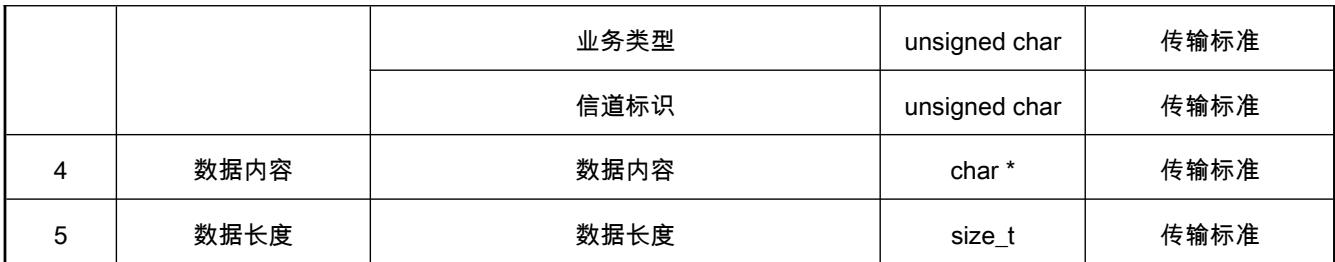 业务类型 unsigned char 传输标准
信道标识 unsigned char 传输标准
4 数据内容 数据内容 char * 传输标准
5 数据长度 数据长度 size_t 传输标准